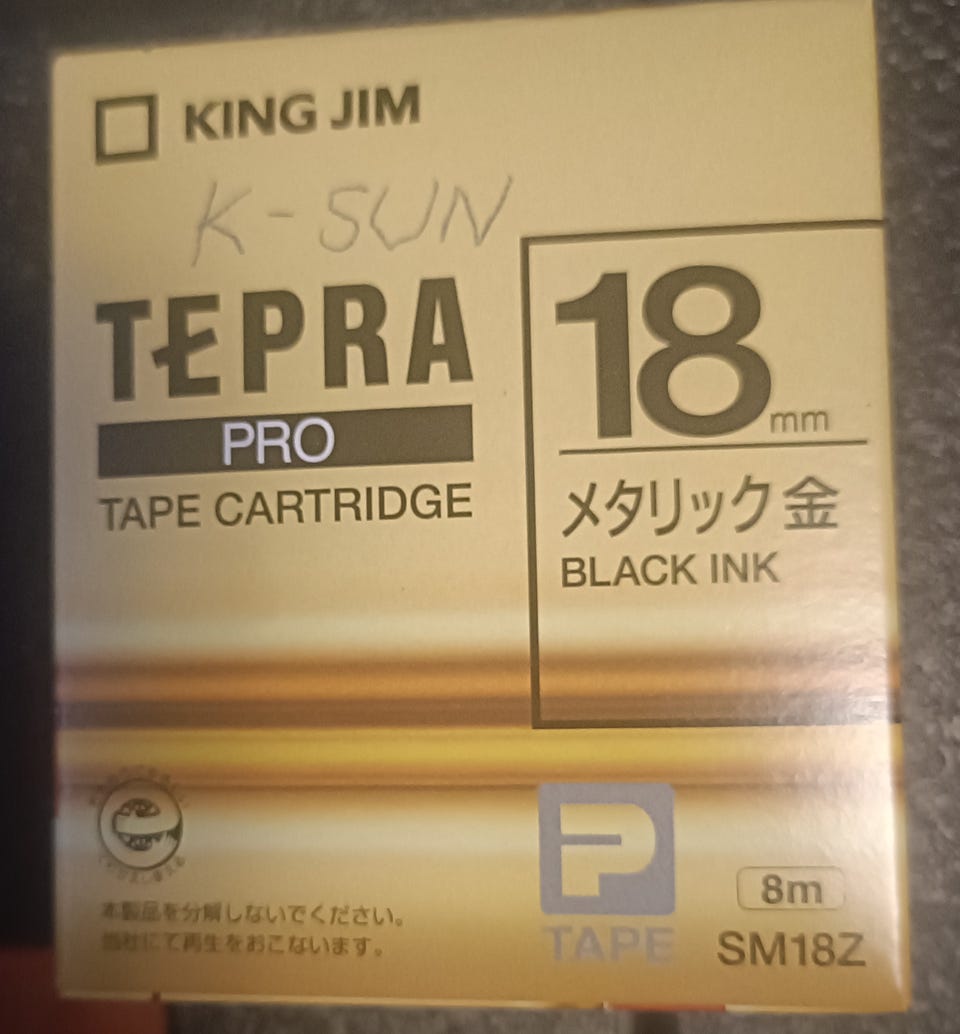 KING JIM
K-SUN
TEPRA
PRO
TAPE CARTRIDGE
18mm
メタリック金
BLACK INK
本製品を分解しないでください。
当社にて再生をおこないます。
TAPE
8m
SM18Z